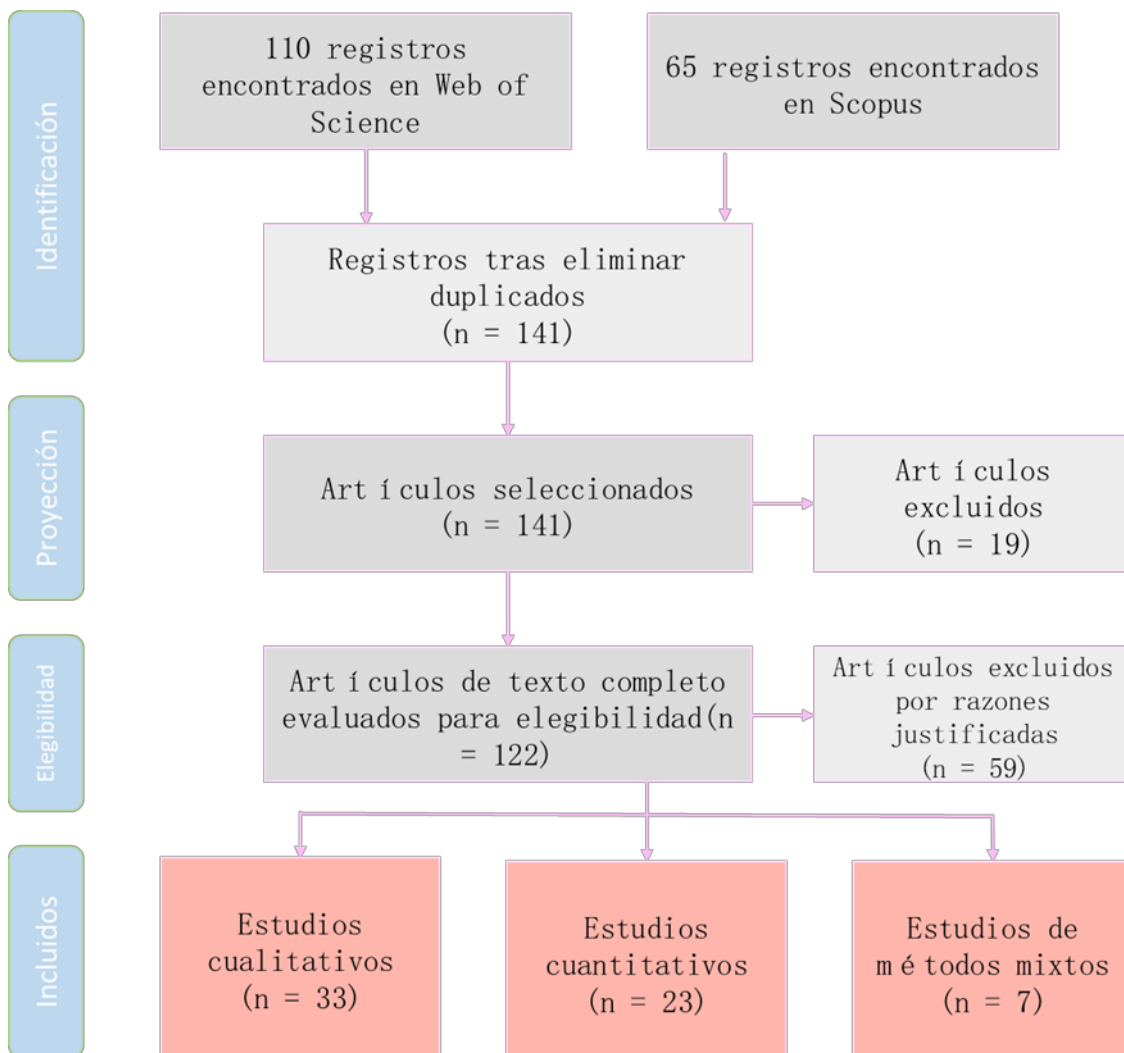 Identificación
110 registros
encontrados en Web of
Science
65 registros encontrados
en Scopus
Registros tras eliminar
duplicados
(n = 141)
Proyección
Art í culos seleccionados
(n = 141)
Art í culos
excluidos
(n = 19)
Elegibilidad
Art í culos de texto completo
evaluados para elegibilidad(n
= 122)
Art í culos excluidos
por razones
justificadas
(n = 59)
Incluidos
Estudios
cualitativos
(n = 33)
Estudios
cuantitativos
(n = 23)
Estudios de
m é todos mixtos
(n = 7)